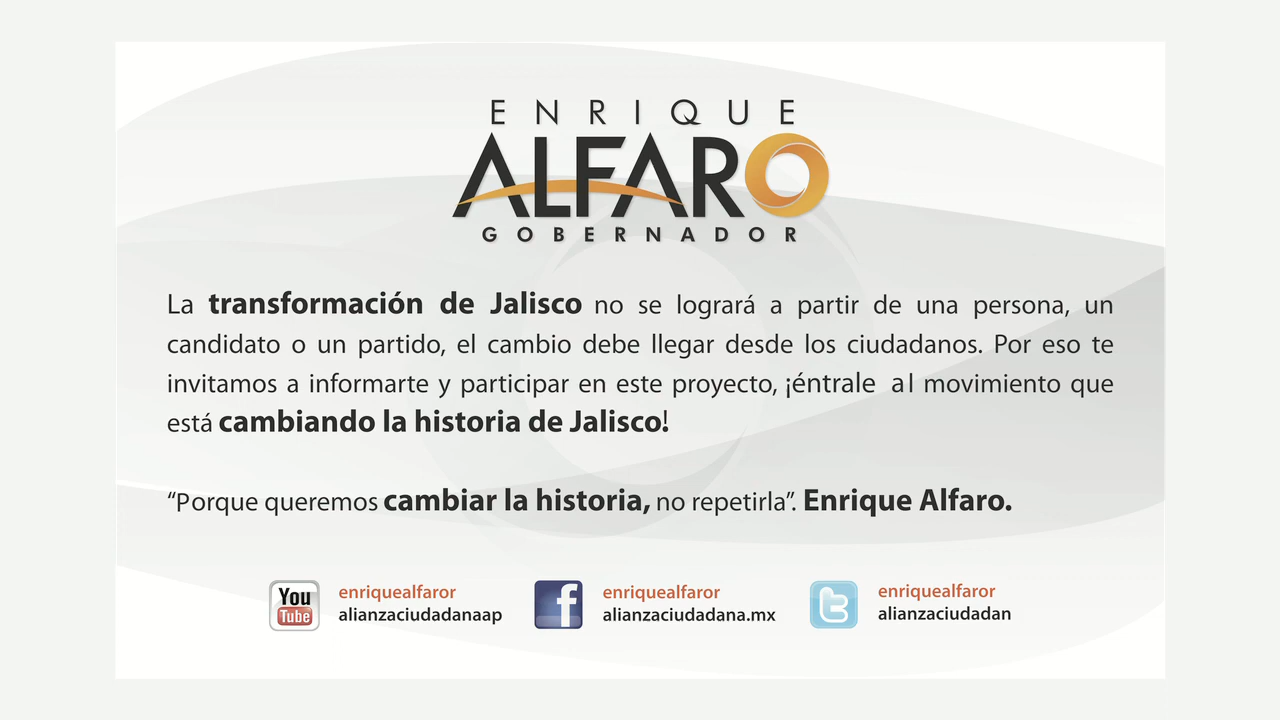 ENRIQUE
ALFARO
GOBERNADOR
La transformación de Jalisco no se logrará a partir de una persona, un
candidato o un partido, el cambio debe llegar desde los ciudadanos. Por eso te
invitamos a informarte y participar en este proyecto, ¡éntrale al movimiento que
está cambiando la historia de Jalisco!
“Porque queremos cambiar la historia, no repetirla”. Enrique Alfaro.
You Tube enriquealfaror alianzaciudadanaap
f enriquealfaror alianzaciudadana.mx
t enriquealfaror alianzaciudadan